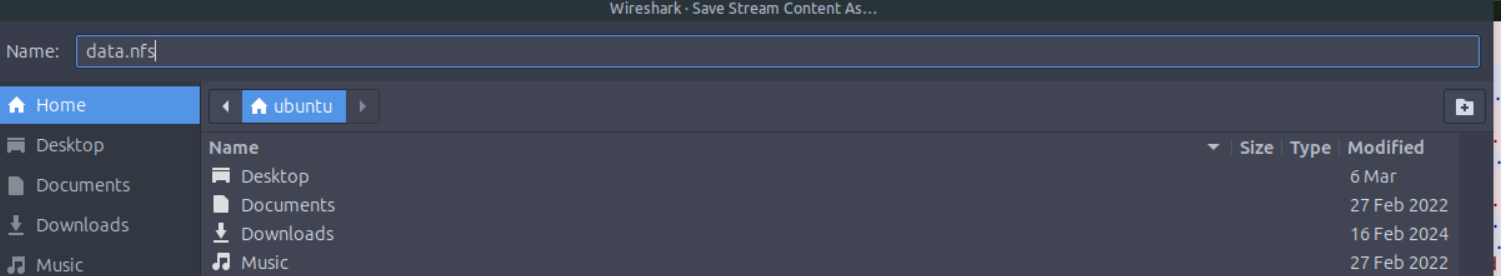 Wireshark · Save Stream Content As...
Name: data.nfs
Home
ubuntu
Desktop
Name Size Type Modified
Desktop 6 Mar
Documents
Documents 27 Feb 2022
Downloads
Downloads 16 Feb 2024
Music
Music 27 Feb 2022